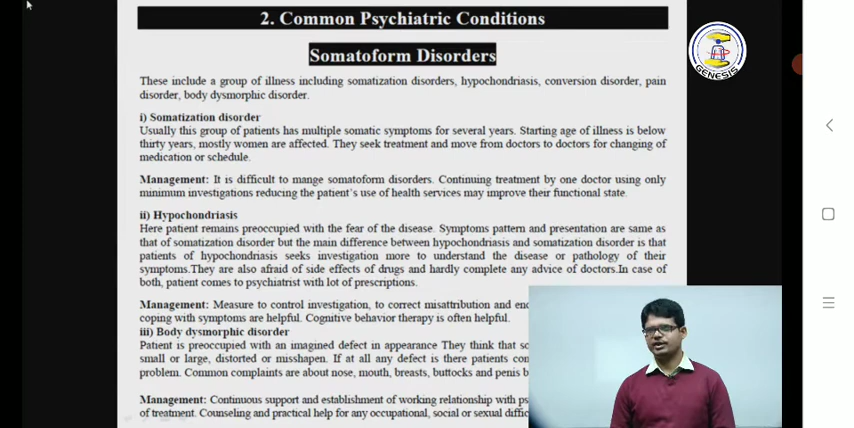 2. Common Psychiatric Conditions
Somatoform Disorders
GENESIS
These include a group of illness including somatization disorders, hypochondriasis, conversion disorder, pain
disorder, body dysmorphic disorder.
i) Somatization disorder
Usually this group of patients has multiple somatic symptoms for several years. Starting age of illness is below
thirty years, mostly women are affected. They seek treatment and move from doctors to doctors for changing of
medication or schedule.
Management: It is difficult to mange somatoform disorders. Continuing treatment by one doctor using only
minimum investigations reducing the patient's use of health services may improve their functional state.
ii) Hypochondriasis
Here patient remains preoccupied with the fear of the disease. Symptoms pattern and presentation are same as
that of somatization disorder but the main difference between hypochondriasis and somatization disorder is that
patients of hypochondriasis seeks investigation more to understand the disease or pathology of their
symptoms.They are also afraid of side effects of drugs and hardly complete any advice of doctors.In case of
both, patient comes to psychiatrist with lot of prescriptions.
Management: Measure to control investigation, to correct misattribution and
coping with symptoms are helpful. Cognitive behavior therapy is often helpful.
iii) Body dysmorphic disorder
Patient is preoccupied with an imagined defect in appearance They think that
small or large, distorted or misshapen. If at all any defect is there patients
problem. Common complaints are about nose, mouth, breasts, buttocks and penis
Management: Continuous support and establishment of working relationship with
of treatment. Counseling and practical help for any occupational, social or sexual